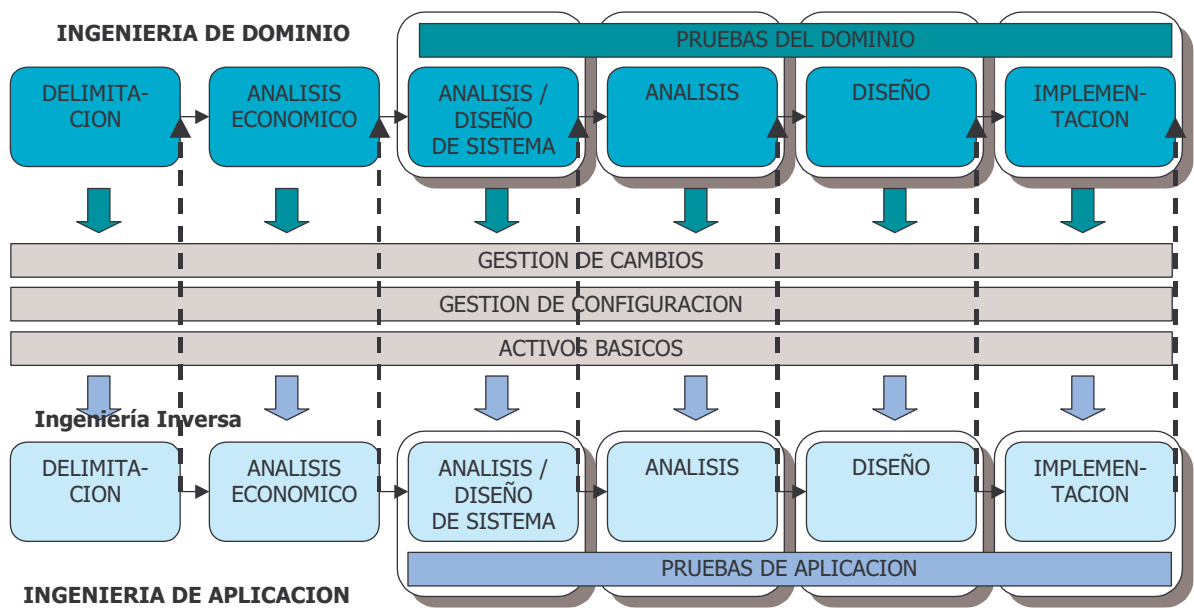 INGENIERIA DE DOMINIO
PRUEBAS DEL DOMINIO
DELIMITA-
CION
ANALISIS
ECONOMICO
ANALISIS /
DISEÑO
DE SISTEMA
ANALISIS
DISEÑO
IMPLEMEN-
TACION
GESTION DE CAMBIOS
GESTION DE CONFIGURACION
ACTIVOS BASICOS
Ingeniería Inversa
DELIMITA-
CION
ANALISIS
ECONOMICO
ANALISIS /
DISEÑO
DE SISTEMA
ANALISIS
DISEÑO
IMPLEMEN-
TACION
PRUEBAS DE APLICACION
INGENIERIA DE APLICACION